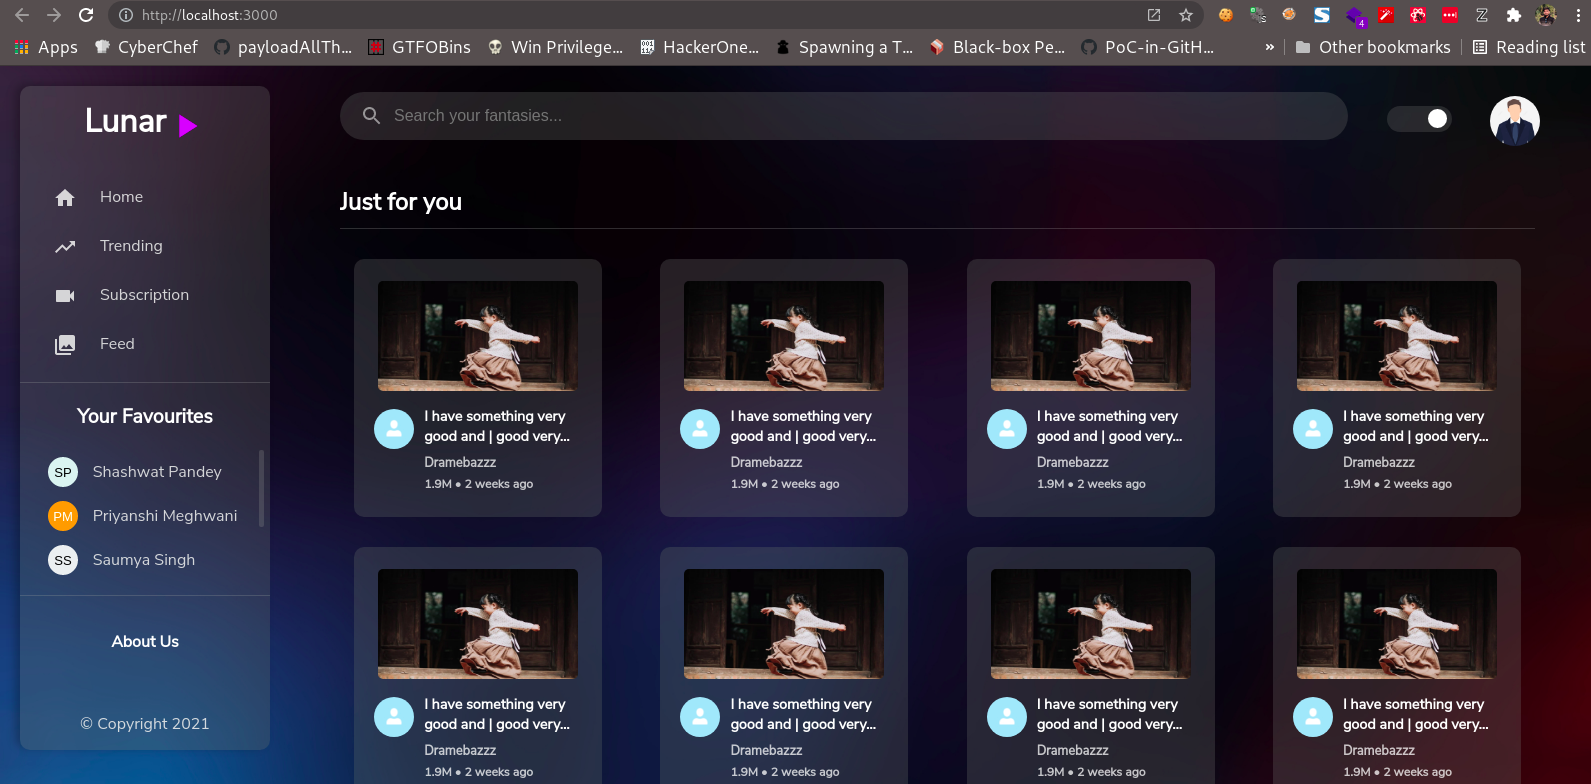 http://localhost:3000
4
Apps CyberChef payloadAllTh... GTFOBins Win Privilege... HackerOne... Spawning a T... Black-box Pe... PoC-in-GitH... » Other bookmarks Reading list
Lunar
Search your fantasies...
Home
Trending
Subscription
Feed
Your Favourites
SP Shashwat Pandey
PM Priyanshi Meghwani
SS Saumya Singh
About Us
© Copyright 2021
Just for you
I have something very
good and | good very...
Dramebazzz
1.9M • 2 weeks ago
I have something very
good and | good very...
Dramebazzz
1.9M • 2 weeks ago
I have something very
good and | good very...
Dramebazzz
1.9M • 2 weeks ago
I have something very
good and | good very...
Dramebazzz
1.9M • 2 weeks ago
I have something very
good and | good very...
Dramebazzz
1.9M • 2 weeks ago
I have something very
good and | good very...
Dramebazzz
1.9M • 2 weeks ago
I have something very
good and | good very...
Dramebazzz
1.9M • 2 weeks ago
I have something very
good and | good very...
Dramebazzz
1.9M • 2 weeks ago